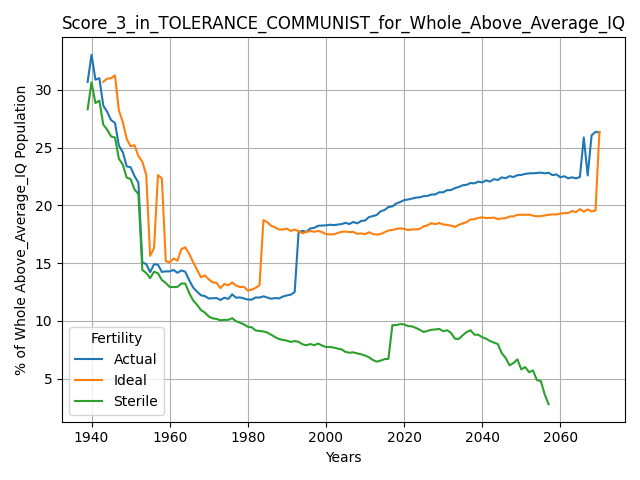 Score_3_in_TOLERANCE_COMMUNIST_for_Whole_Above_Average_IQ
% of Whole Above_Average_IQ Population
30
25
20
15
10
5
Fertility
Actual
Ideal
Sterile
1940 1960 1980 2000 2020 2040 2060
Years